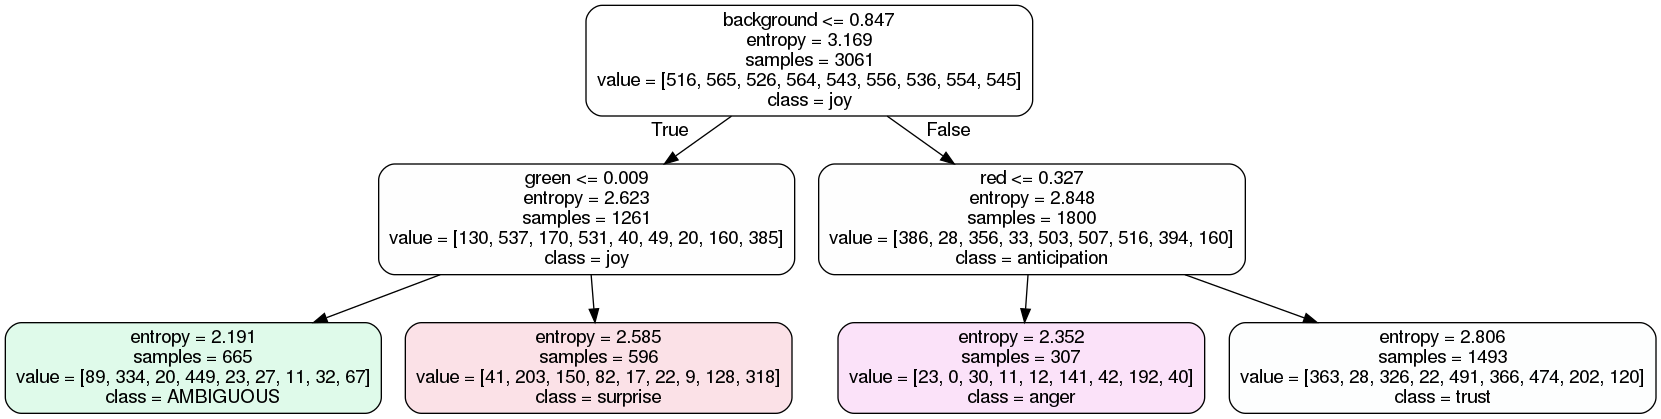 background <= 0.847
entropy = 3.169
samples = 3061
value = [516, 565, 526, 564, 543, 556, 536, 554, 545]
class = joy
True
False
green <= 0.009
entropy = 2.623
samples = 1261
value = [130, 537, 170, 531, 40, 49, 20, 160, 385]
class = joy
red <= 0.327
entropy = 2.848
samples = 1800
value = [386, 28, 356, 33, 503, 507, 516, 394, 160]
class = anticipation
entropy = 2.191
samples = 665
value = [89, 334, 20, 449, 23, 27, 11, 32, 67]
class = AMBIGUOUS
entropy = 2.585
samples = 596
value = [41, 203, 150, 82, 17, 22, 9, 128, 318]
class = surprise
entropy = 2.352
samples = 307
value = [23, 0, 30, 11, 12, 141, 42, 192, 40]
class = anger
entropy = 2.806
samples = 1493
value = [363, 28, 326, 22, 491, 366, 474, 202, 120]
class = trust